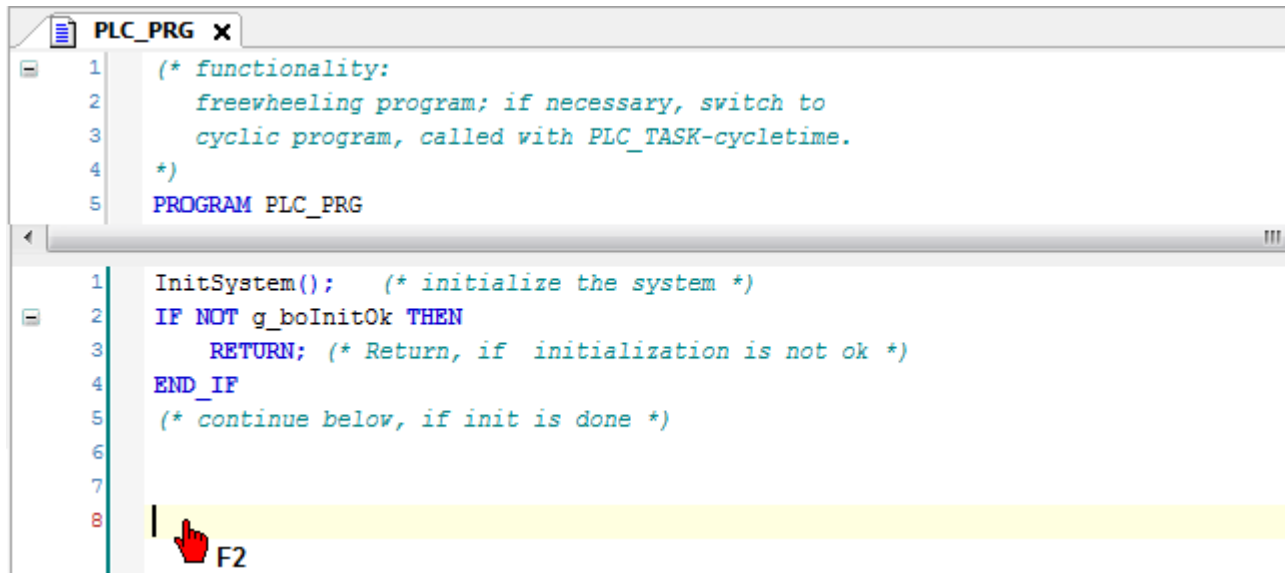 PLC_PRG X
1 (* functionality:
2 freewheeling program; if necessary, switch to
3 cyclic program, called with PLC_TASK-cycletime.
4 *)
5 PROGRAM PLC_PRG
1 InitSystem(); (* initialize the system *)
2 IF NOT g_boInitOk THEN
3 RETURN; (* Return, if initialization is not ok *)
4 END_IF
5 (* continue below, if init is done *)
6
7
8
F2